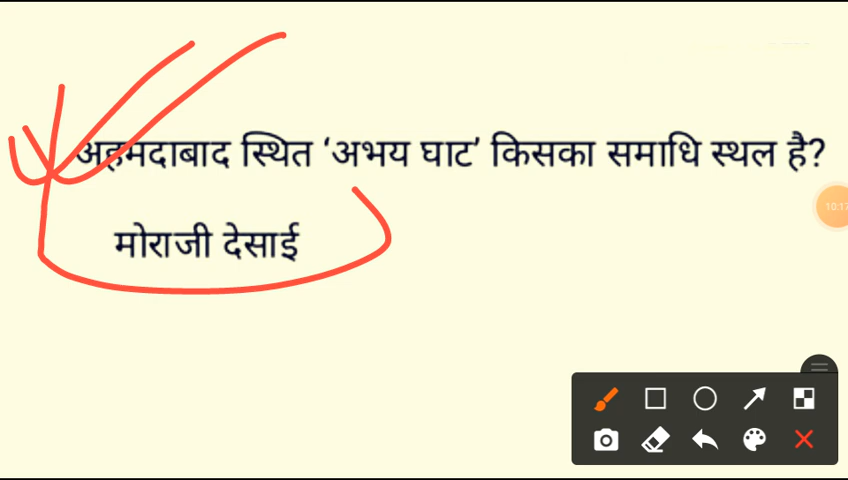 अहमदाबाद स्थित ‘अभय घाट’ किसका समाधि स्थल है?
मोराजी देसाई